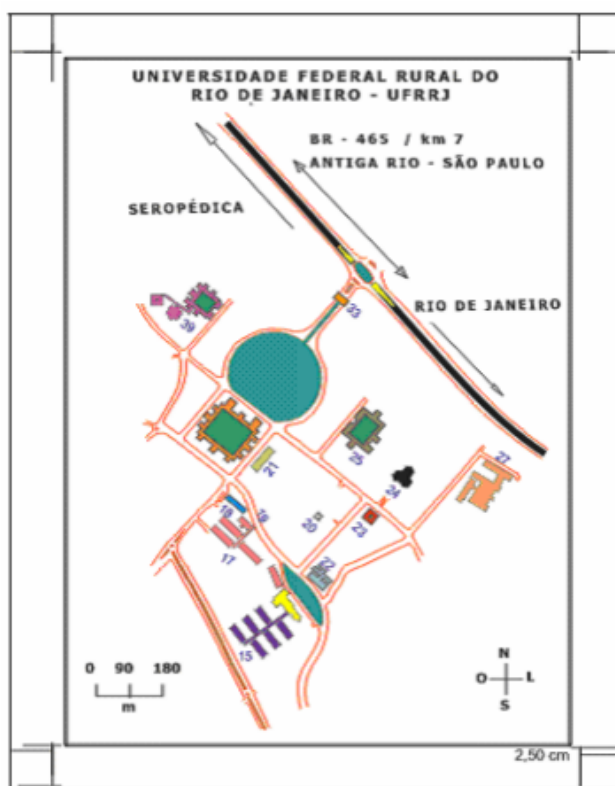 UNIVERSIDADE FEDERAL RURAL DO
RIO DE JANEIRO - UFRRJ
BR - 465 / km 7
ANTIGA RIO - SÃO PAULO
SEROPÉDICA
RIO DE JANEIRO
33
39
25
27
21
24
18
19
20
23
17
22
15
0 90 180
m
N
O L
S
2,50 cm